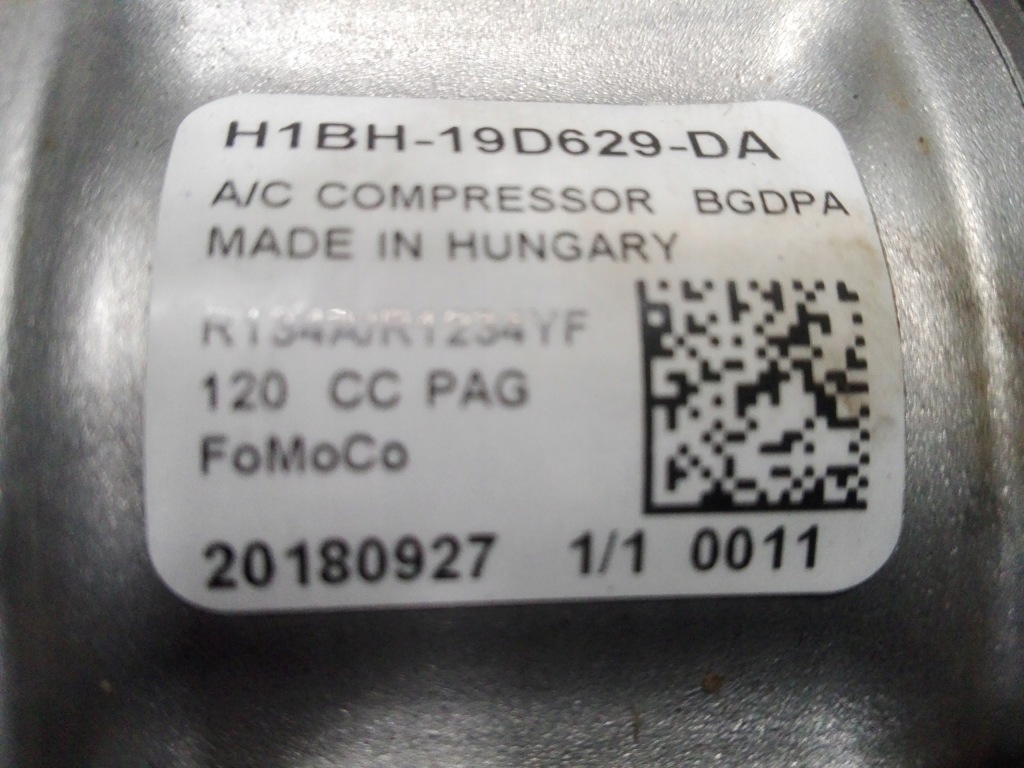 H1BH-19D629-DA
A/C COMPRESSOR BGDPA
MADE IN HUNGARY
R134A/R1234YF
120 CC PAG
FoMoCo
20180927 1/1 0011